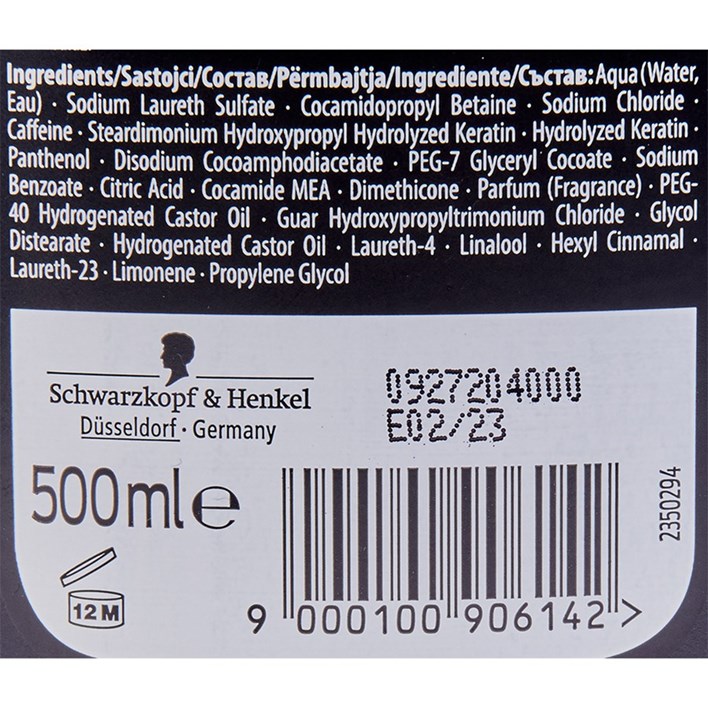 Ingredients/Sastojci/Состав/Përmbajtja/Ingrediente/Състав: Aqua (Water,
Eau) · Sodium Laureth Sulfate · Cocamidopropyl Betaine · Sodium Chloride ·
Caffeine · Steardimonium Hydroxypropyl Hydrolyzed Keratin · Hydrolyzed Keratin ·
Panthenol · Disodium Cocoamphodiacetate · PEG-7 Glyceryl Cocoate · Sodium
Benzoate · Citric Acid · Cocamide MEA · Dimethicone · Parfum (Fragrance) · PEG-
40 Hydrogenated Castor Oil · Guar Hydroxypropyltrimonium Chloride · Glycol
Distearate · Hydrogenated Castor Oil · Laureth-4 · Linalool · Hexyl Cinnamal ·
Laureth-23 · Limonene · Propylene Glycol
Schwarzkopf & Henkel
Düsseldorf · Germany
0927204000
E02/23
500 ml e
2350294
12 M
9 000100 906142 >